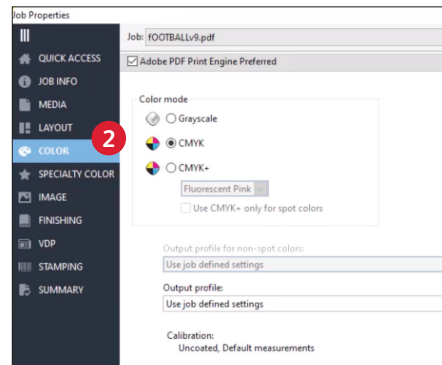 Job Properties
Job: fOOTBALLv9.pdf
QUICK ACCESS
Adobe PDF Print Engine Preferred
JOB INFO
MEDIA
LAYOUT
2
COLOR
SPECIALTY COLOR
IMAGE
FINISHING
VDP
STAMPING
SUMMARY
Color mode
Grayscale
CMYK
CMYK+
Fluorescent Pink
Use CMYK+ only for spot colors
Output profile for non-spot colors:
Use job defined settings
Output profile:
Use job defined settings
Calibration:
Uncoated, Default measurements